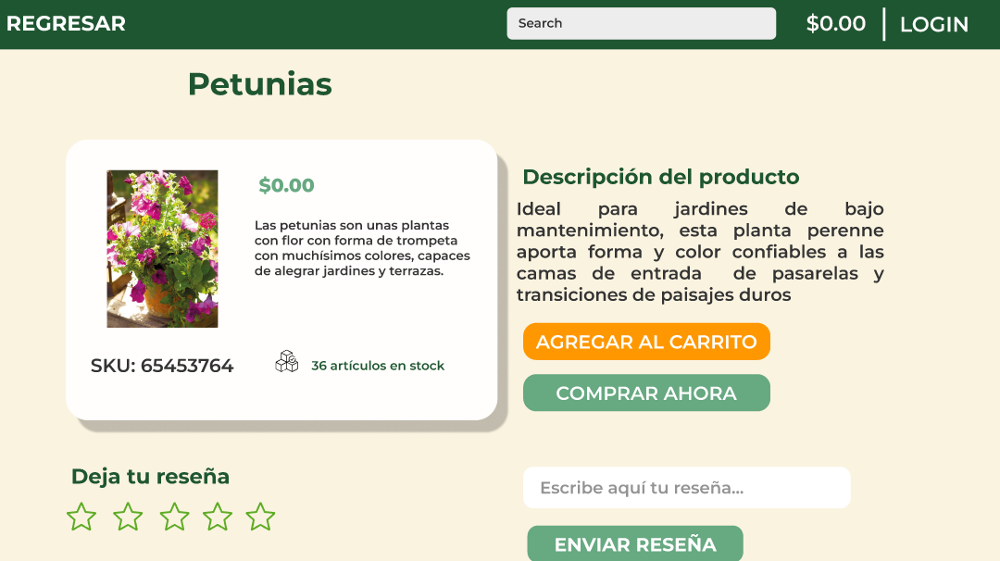 REGRESAR
Search
$0.00
LOGIN
Petunias
$0.00
Las petunias son unas plantas
con flor con forma de trompeta
con muchísimos colores, capaces
de alegrar jardines y terrazas.
SKU: 65453764
36 artículos en stock
Descripción del producto
Ideal para jardines de bajo
mantenimiento, esta planta perenne
aporta forma y color confiables a las
camas de entrada de pasarelas y
transiciones de paisajes duros
AGREGAR AL CARRITO
COMPRAR AHORA
Deja tu reseña
Escribe aquí tu reseña...
ENVIAR RESEÑA